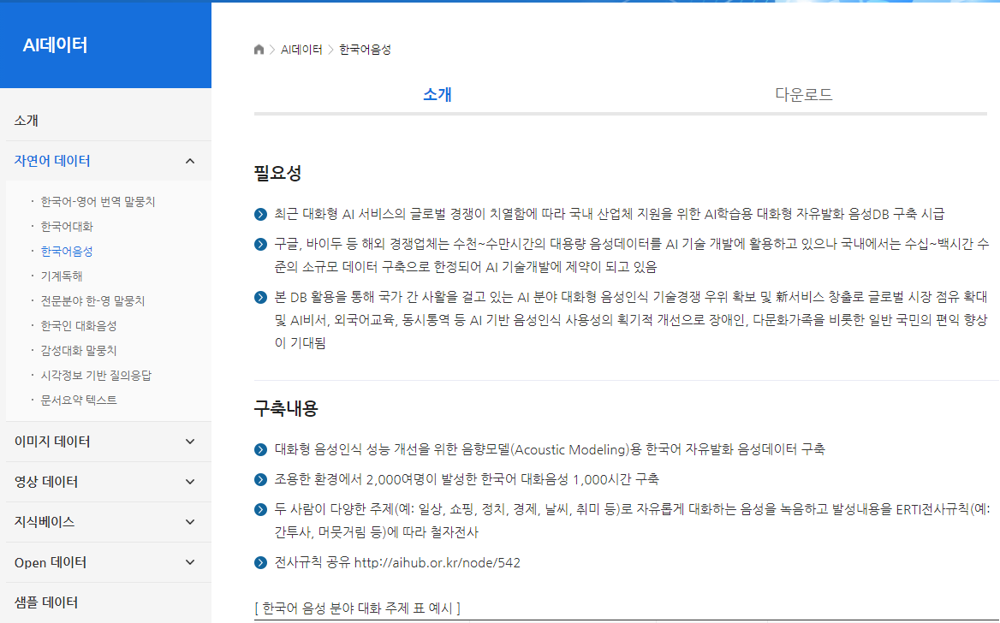 AI데이터
소개
자연어 데이터
· 한국어-영어 번역 말뭉치
· 한국어대화
· 한국어음성
· 기계독해
· 전문분야 한-영 말뭉치
· 한국인 대화음성
· 감성대화 말뭉치
· 시각정보 기반 질의응답
· 문서요약 텍스트
이미지 데이터
영상 데이터
지식베이스
Open 데이터
샘플 데이터
AI데이터 > 한국어음성
소개
다운로드
필요성
최근 대화형 AI 서비스의 글로벌 경쟁이 치열함에 따라 국내 산업체 지원을 위한 AI학습용 대화형 자유발화 음성DB 구축 시급
구글, 바이두 등 해외 경쟁업체는 수천~수만시간의 대용량 음성데이터를 AI 기술 개발에 활용하고 있으나 국내에서는 수십~백시간 수
준의 소규모 데이터 구축으로 한정되어 AI 기술개발에 제약이 되고 있음
본 DB 활용을 통해 국가 간 사활을 걸고 있는 AI 분야 대화형 음성인식 기술경쟁 우위 확보 및 新서비스 창출로 글로벌 시장 점유 확대
및 AI비서, 외국어교육, 동시통역 등 AI 기반 음성인식 사용성의 획기적 개선으로 장애인, 다문화가족을 비롯한 일반 국민의 편익 향상
이 기대됨
구축내용
대화형 음성인식 성능 개선을 위한 음향모델(Acoustic Modeling)용 한국어 자유발화 음성데이터 구축
조용한 환경에서 2,000여명이 발성한 한국어 대화음성 1,000시간 구축
두 사람이 다양한 주제(예: 일상, 쇼핑, 정치, 경제, 날씨, 취미 등)로 자유롭게 대화하는 음성을 녹음하고 발성내용을 ERTI전사규칙(예:
간투사, 머뭇거림 등)에 따라 철자전사
전사규칙 공유 http://aihub.or.kr/node/542
[ 한국어 음성 분야 대화 주제 표 예시 ]